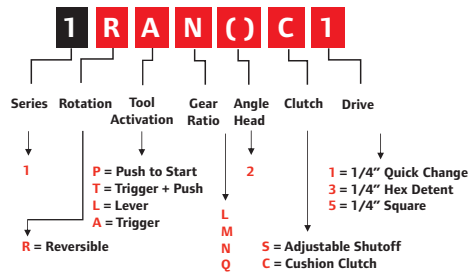 1 R A N ( ) C 1
Series Rotation Tool Activation Gear Ratio Angle Head Clutch Drive
1
P = Push to Start
T = Trigger + Push
L = Lever
A = Trigger
2
1 = 1/4” Quick Change
3 = 1/4” Hex Detent
5 = 1/4” Square
R = Reversible
L
M
N
Q
S = Adjustable Shutoff
C = Cushion Clutch